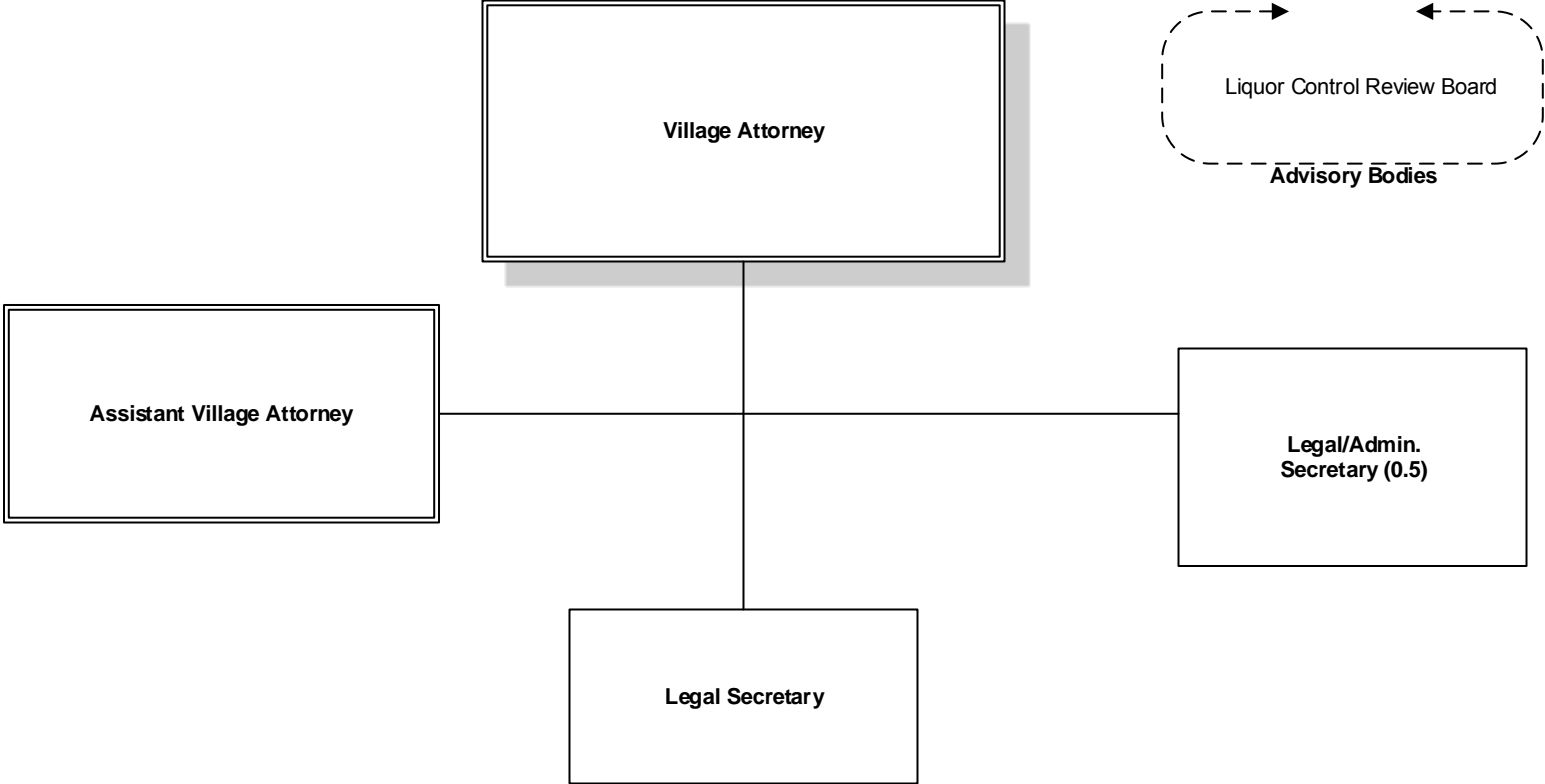 Liquor Control Review Board
Village Attorney
Advisory Bodies
Assistant Village Attorney
Legal/Admin.
Secretary (0.5)
Legal Secretary